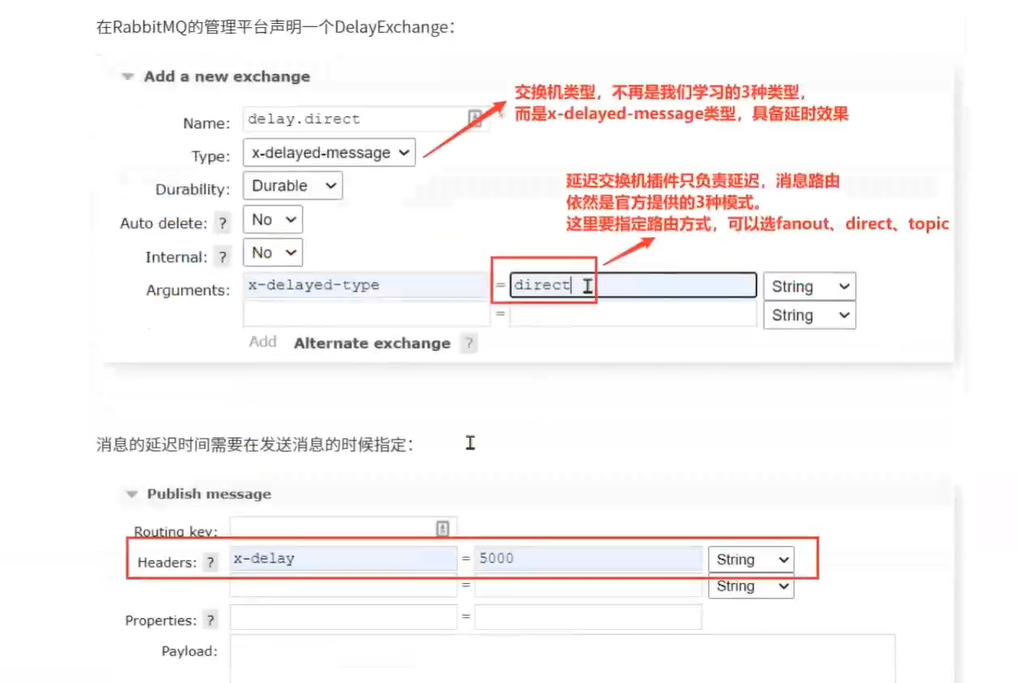 在RabbitMQ的管理平台声明一个DelayExchange：
Add a new exchange
交换机类型，不再是我们学习的3种类型，
而是x-delayed-message类型，具备延时效果
Name: delay.direct
Type: x-delayed-message
Durability: Durable
延迟交换机插件只负责延迟，消息路由
依然是官方提供的3种模式。
这里要指定路由方式，可以选fanout、direct、topic
Auto delete: ? No
Internal: ? No
Arguments: x-delayed-type = direct String
= String
Add Alternate exchange ?
消息的延迟时间需要在发送消息的时候指定：
Publish message
Routing key:
Headers: ? x-delay = 5000 String
= String
Properties: ? =
Payload: